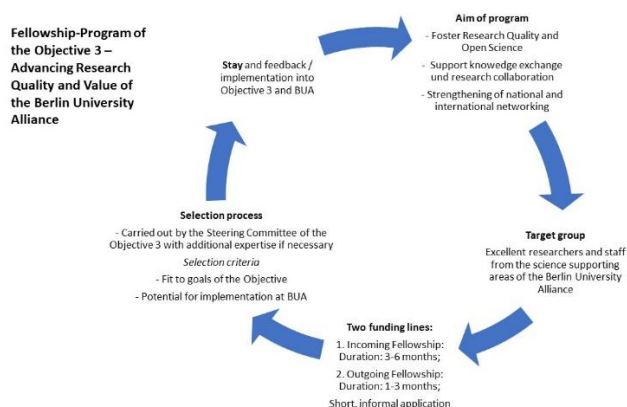 Fellowship-Program of
the Objective 3 –
Advancing Research
Quality and Value of
the Berlin University
Alliance
Aim of program
- Foster Research Quality and
Open Science
- Support knowedge exchange
und research collaboration
- Strengthening of national and
international networking
Target group
Excellent researchers and staff
from the science supporting
areas of the Berlin University
Alliance
Two funding lines:
1. Incoming Fellowship:
Duration: 3-6 months;
2. Outgoing Fellowship:
Duration: 1-3 months;
Short, informal application
Selection process
- Carried out by the Steering Committee of the
Objective 3 with additional expertise if necessary
Selection criteria
- Fit to goals of the Objective
- Potential for implementation at BUA
Stay and feedback /
implementation into
Objective 3 and BUA